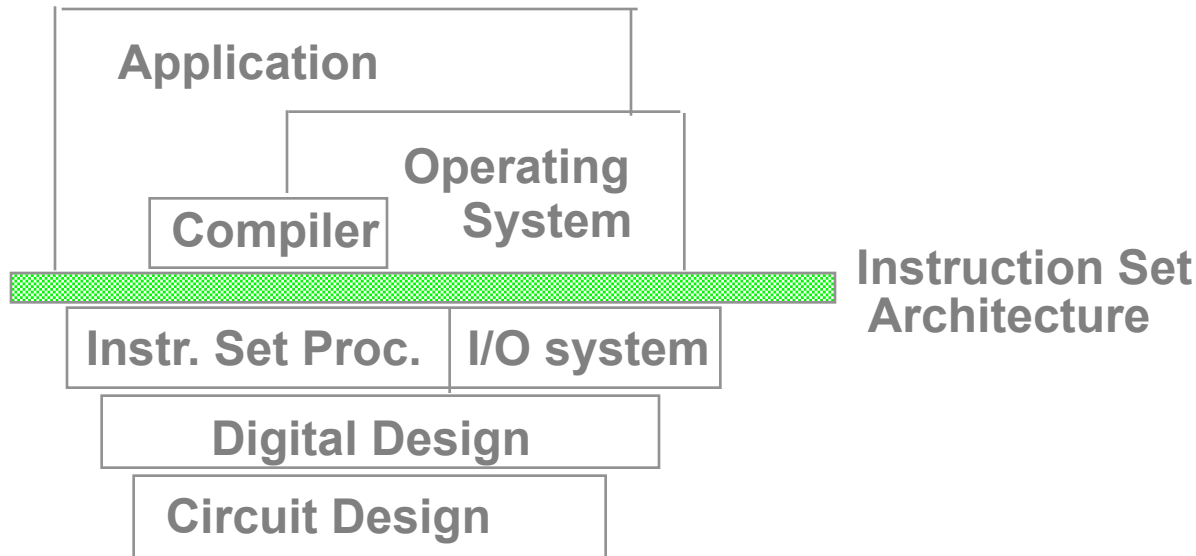 Application
Operating
System
Compiler
Instruction Set
Architecture
Instr. Set Proc.
I/O system
Digital Design
Circuit Design